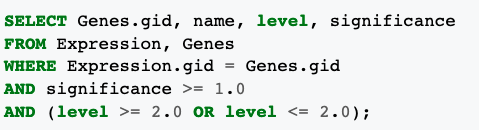 SELECT Genes.gid, name, level, significance
FROM Expression, Genes
WHERE Expression.gid = Genes.gid
AND significance >= 1.0
AND (level >= 2.0 OR level <= 2.0);